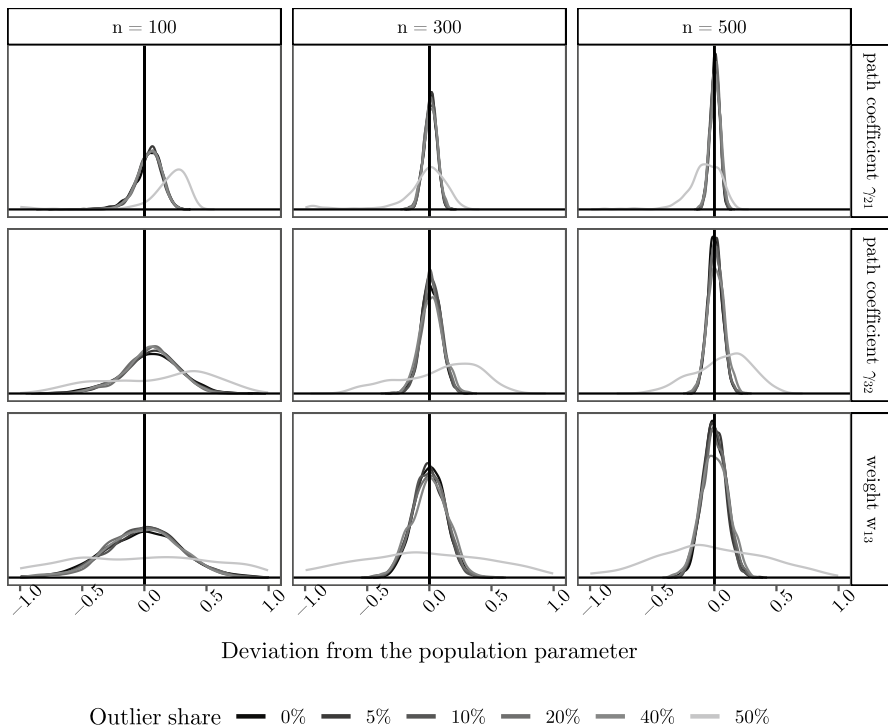 n = 100
n = 300
n = 500
path coefficient γ₂₁
path coefficient γ₃₂
weight w₁₃
−1.0 −0.5 0.0 0.5 1.0
−1.0 −0.5 0.0 0.5 1.0
−1.0 −0.5 0.0 0.5 1.0
Deviation from the population parameter
Outlier share 0% 5% 10% 20% 40% 50%